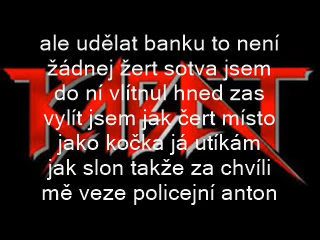 ale udělat banku to není
žádnej žert sotva jsem
do ní vlítnul hned zas
vylít jsem jak čert místo
jako kočka já utíkám
jak slon takže za chvíli
mě veze policejní anton
KABÁT